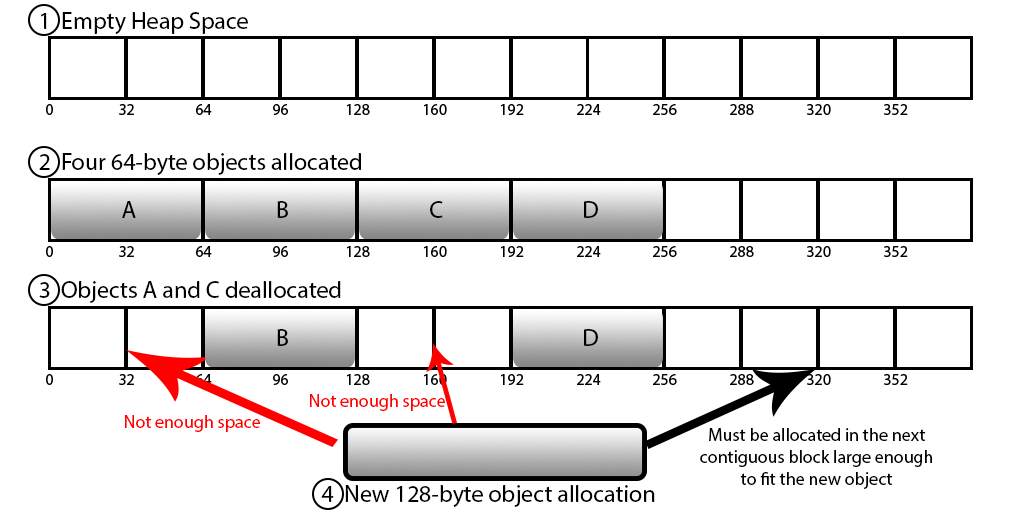 1 Empty Heap Space
0 32 64 96 128 160 192 224 256 288 320 352
2 Four 64-byte objects allocated
A B C D
0 32 64 96 128 160 192 224 256 288 320 352
3 Objects A and C deallocated
B D
0 32 64 96 128 160 192 224 256 288 320 352
Not enough space
Not enough space
Must be allocated in the next
contiguous block large enough
to fit the new object
4 New 128-byte object allocation